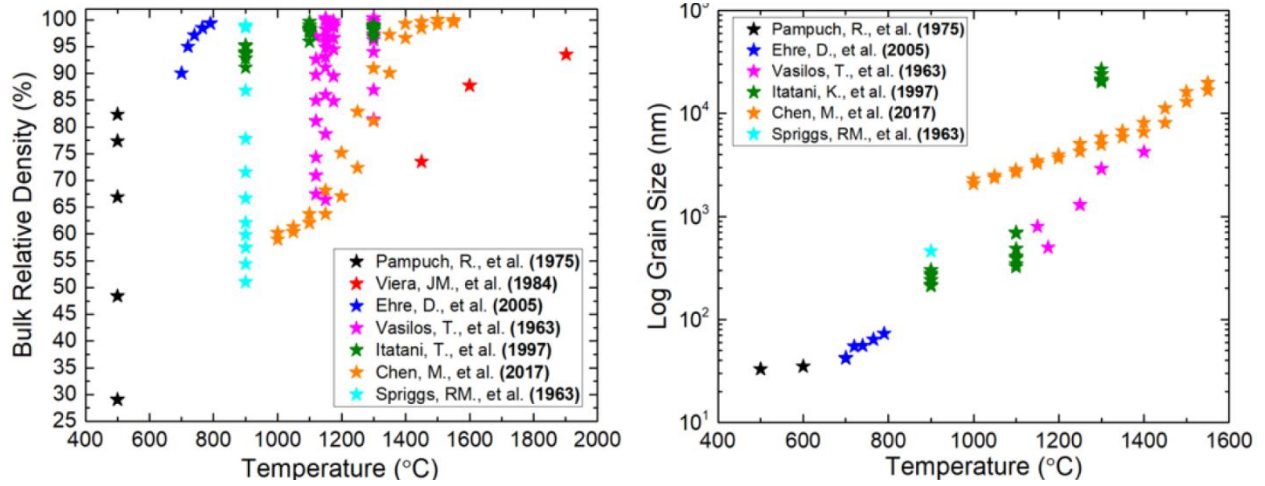 Bulk Relative Density (%)
100
95
90
85
80
75
70
65
60
55
50
45
40
35
30
25
Pampuch, R., et al. (1975)
Viera, JM., et al. (1984)
Ehre, D., et al. (2005)
Vasilos, T., et al. (1963)
Itatani, T., et al. (1997)
Chen, M., et al. (2017)
Spriggs, RM., et al. (1963)
400 600 800 1000 1200 1400 1600 1800 2000
Temperature (°C)
Log Grain Size (nm)
10⁵
10⁴
10³
10²
10¹
Pampuch, R., et al. (1975)
Ehre, D., et al. (2005)
Vasilos, T., et al. (1963)
Itatani, K., et al. (1997)
Chen, M., et al. (2017)
Spriggs, RM., et al. (1963)
400 600 800 1000 1200 1400 1600
Temperature (°C)